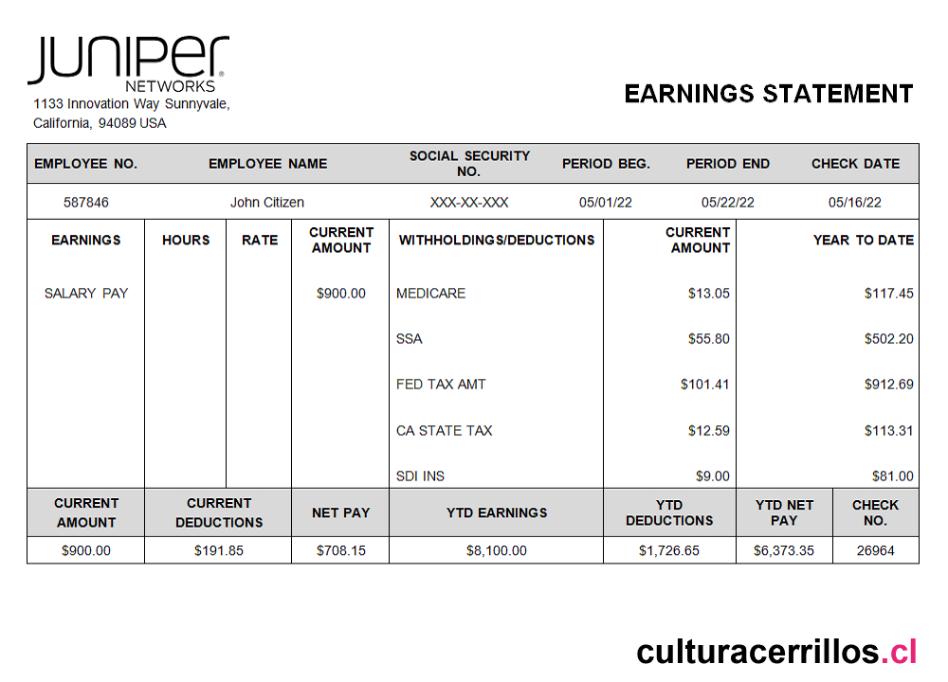 JUNIPer
NETWORKS
1133 Innovation Way Sunnyvale,
California, 94089 USA
EARNINGS STATEMENT
EMPLOYEE NO. EMPLOYEE NAME SOCIAL SECURITY NO. PERIOD BEG. PERIOD END CHECK DATE
587846 John Citizen XXX-XX-XXX 05/01/22 05/22/22 05/16/22
EARNINGS HOURS RATE CURRENT AMOUNT WITHHOLDINGS/DEDUCTIONS CURRENT AMOUNT YEAR TO DATE
SALARY PAY $900.00 MEDICARE $13.05 $117.45
SSA $55.80 $502.20
FED TAX AMT $101.41 $912.69
CA STATE TAX $12.59 $113.31
SDI INS $9.00 $81.00
CURRENT AMOUNT CURRENT DEDUCTIONS NET PAY YTD EARNINGS YTD DEDUCTIONS YTD NET PAY CHECK NO.
$900.00 $191.85 $708.15 $8,100.00 $1,726.65 $6,373.35 26964
culturacerrillos.cl